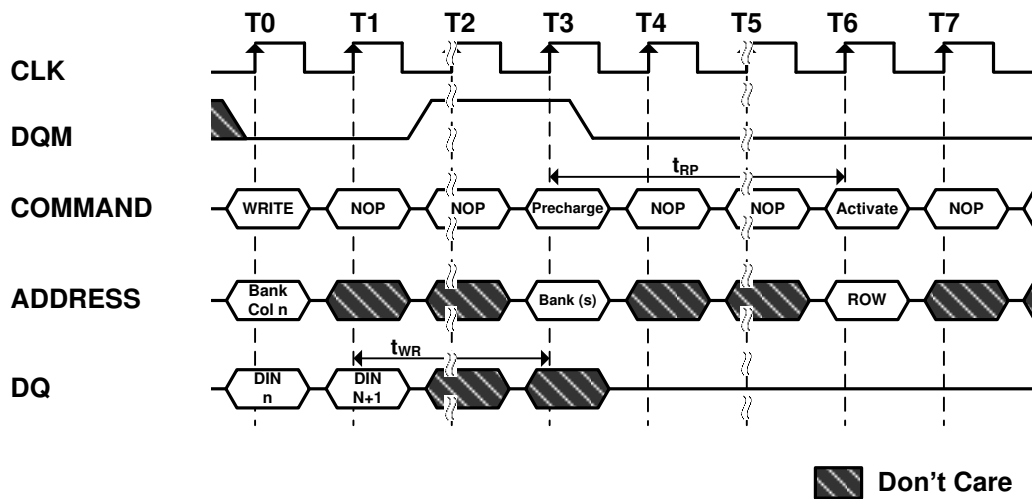 T0 T1 T2 T3 T4 T5 T6 T7
CLK
DQM
tRP
COMMAND WRITE NOP NOP Precharge NOP NOP Activate NOP
ADDRESS Bank Col n Bank (s) ROW
tWR
DQ DIN n DIN N+1
Don't Care